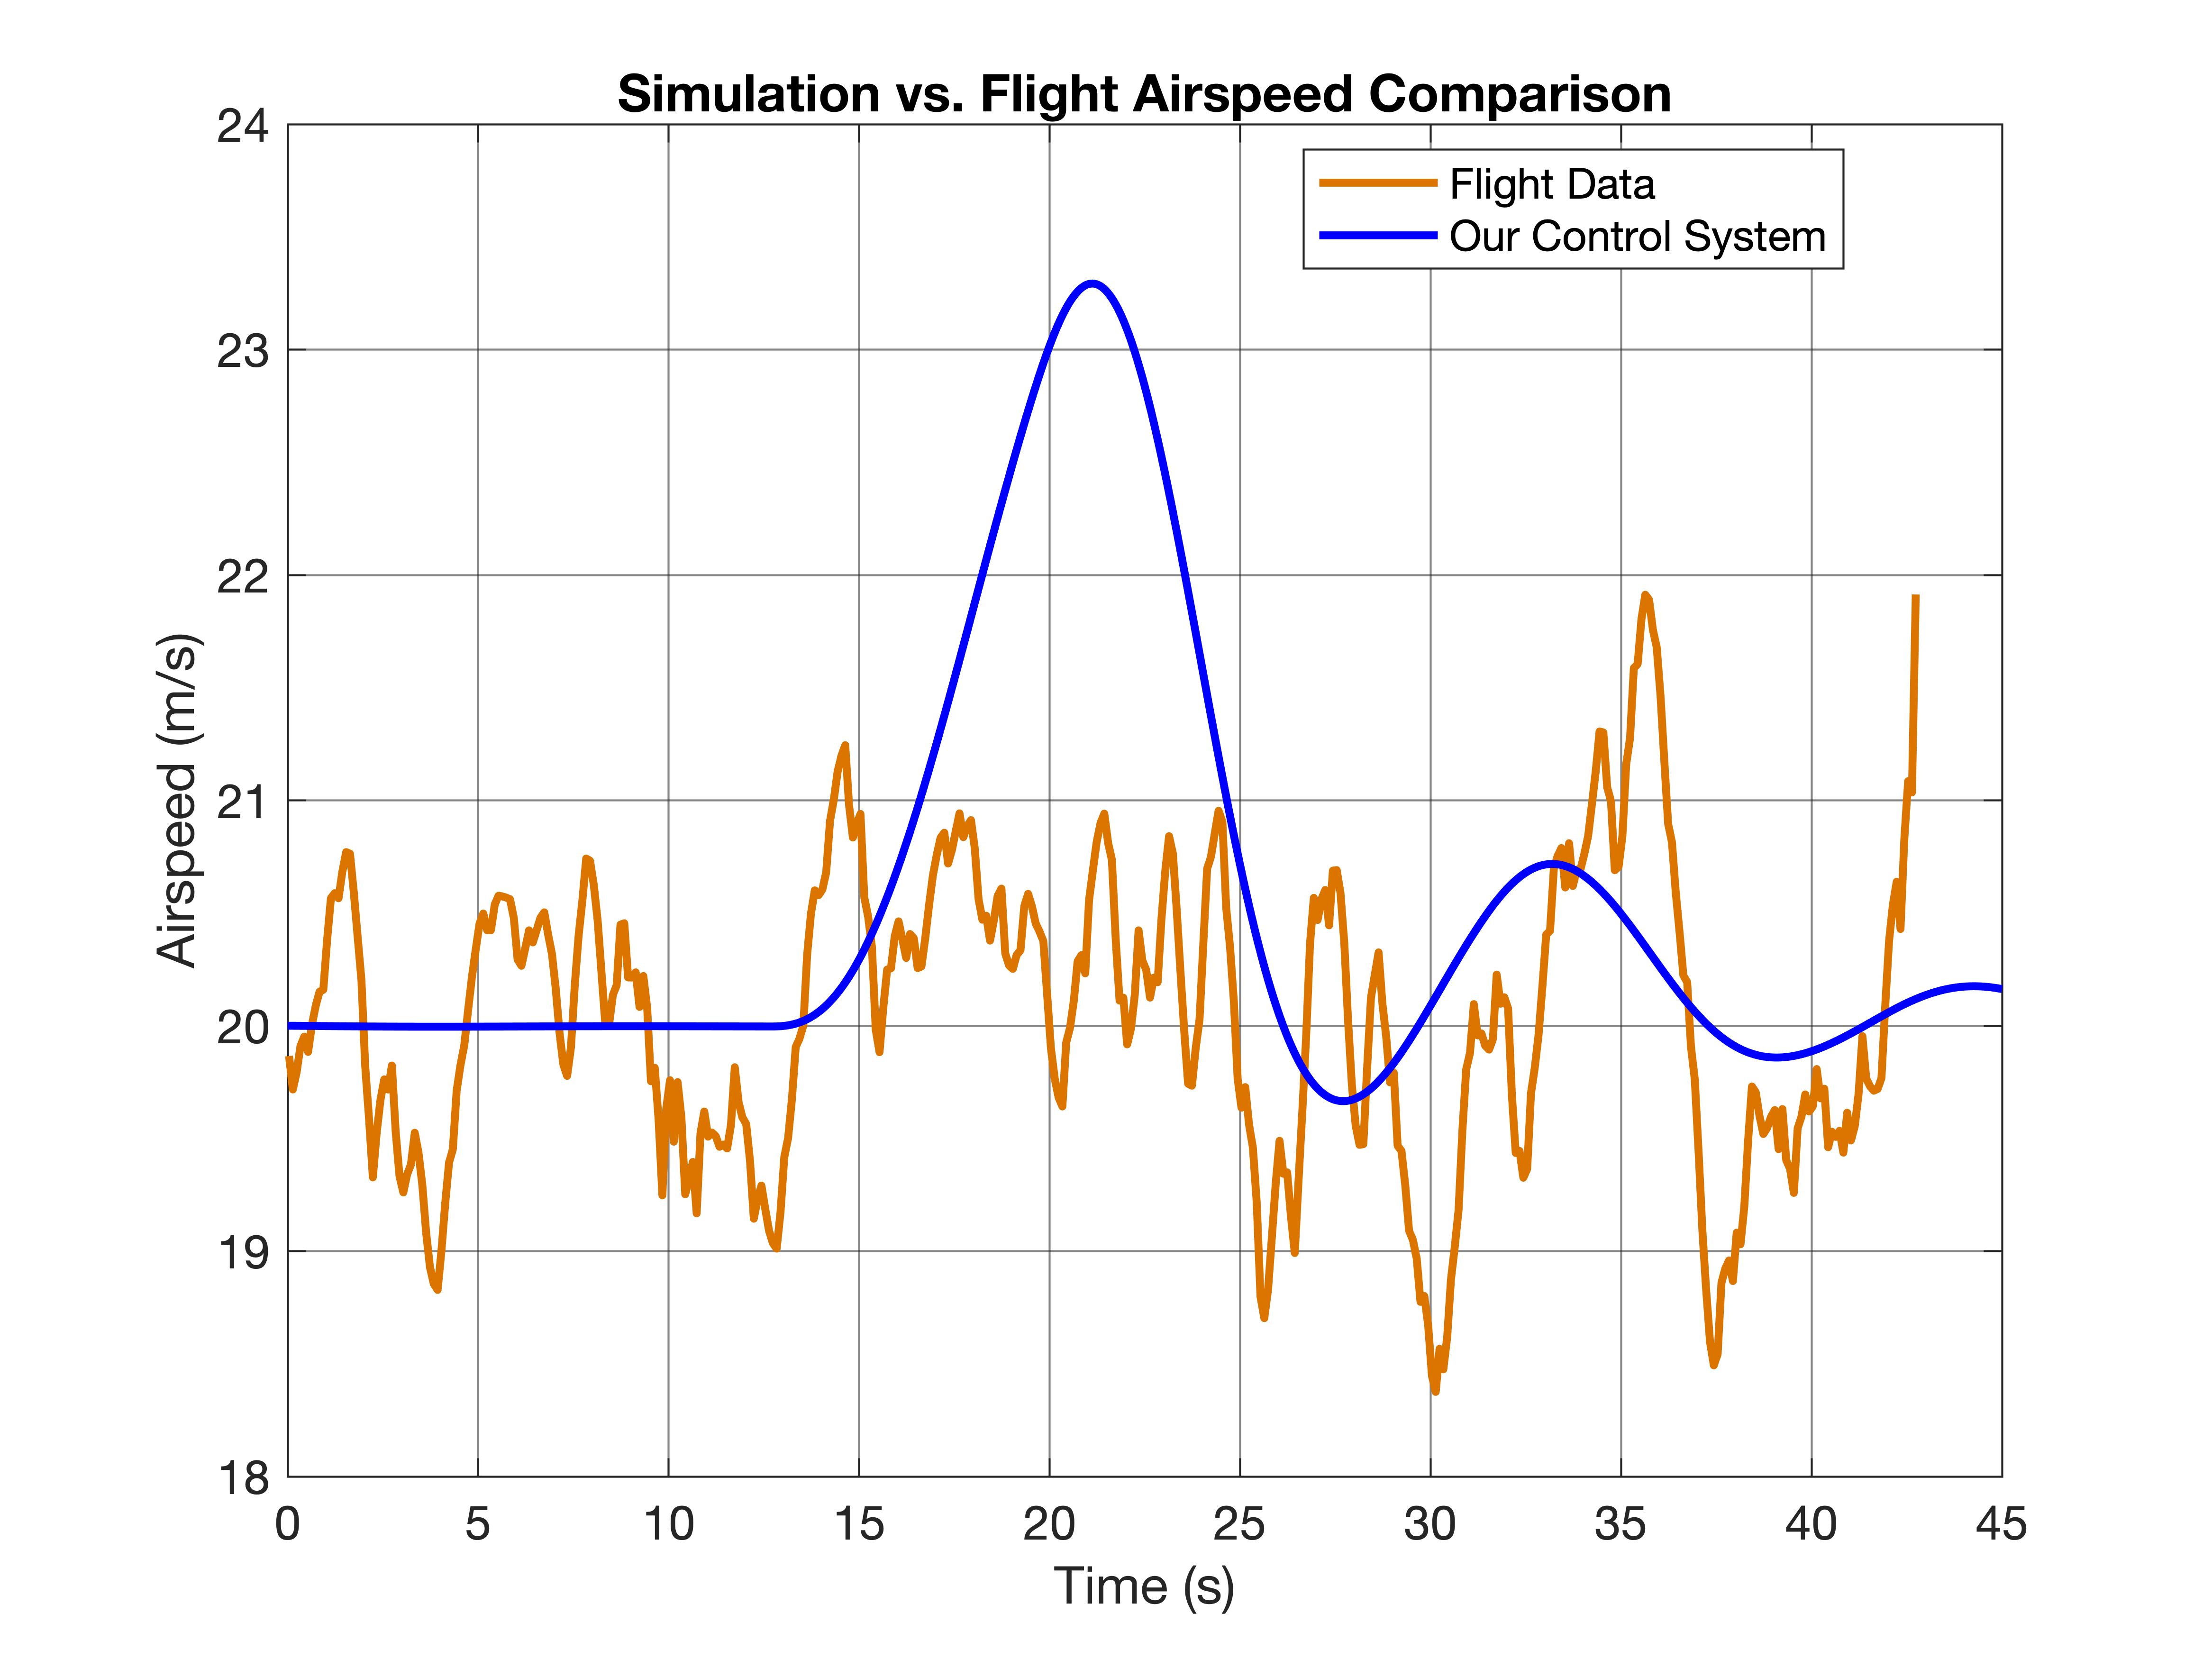 Simulation vs. Flight Airspeed Comparison
24
23
22
21
20
19
18
Airspeed (m/s)
Flight Data
Our Control System
0 5 10 15 20 25 30 35 40 45
Time (s)